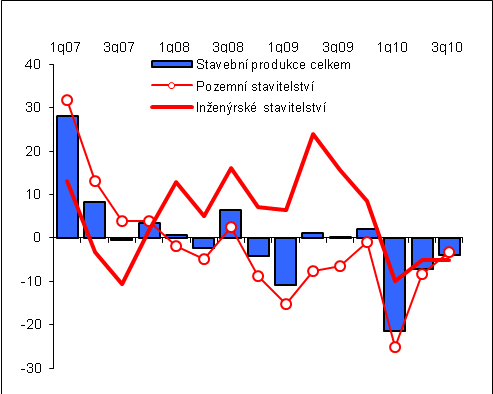 1q07 3q07 1q08 3q08 1q09 3q09 1q10 3q10
40
Stavební produkce celkem
30
Pozemní stavitelství
Inženýrské stavitelství
20
10
0
-10
-20
-30